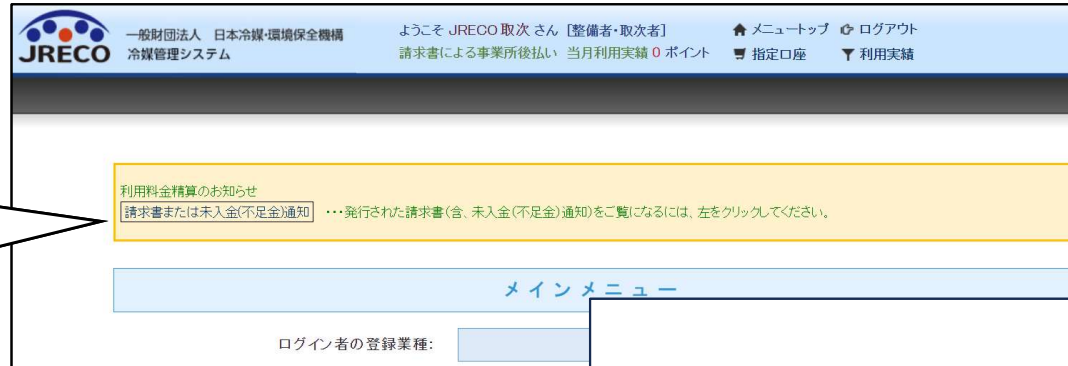 JRECO
一般財団法人 日本冷媒・環境保全機構
冷媒管理システム
ようこそ JRECO取次 さん [整備者・取次者]
請求書による事業所後払い 当月利用実績 0 ポイント
メニュートップ ログアウト
指定口座 利用実績
利用料金精算のお知らせ
請求書または未入金(不足金)通知 ・・・発行された請求書(含、未入金(不足金)通知)をご覧になるには、左をクリックしてください。
メインメニュー
ログイン者の登録業種: